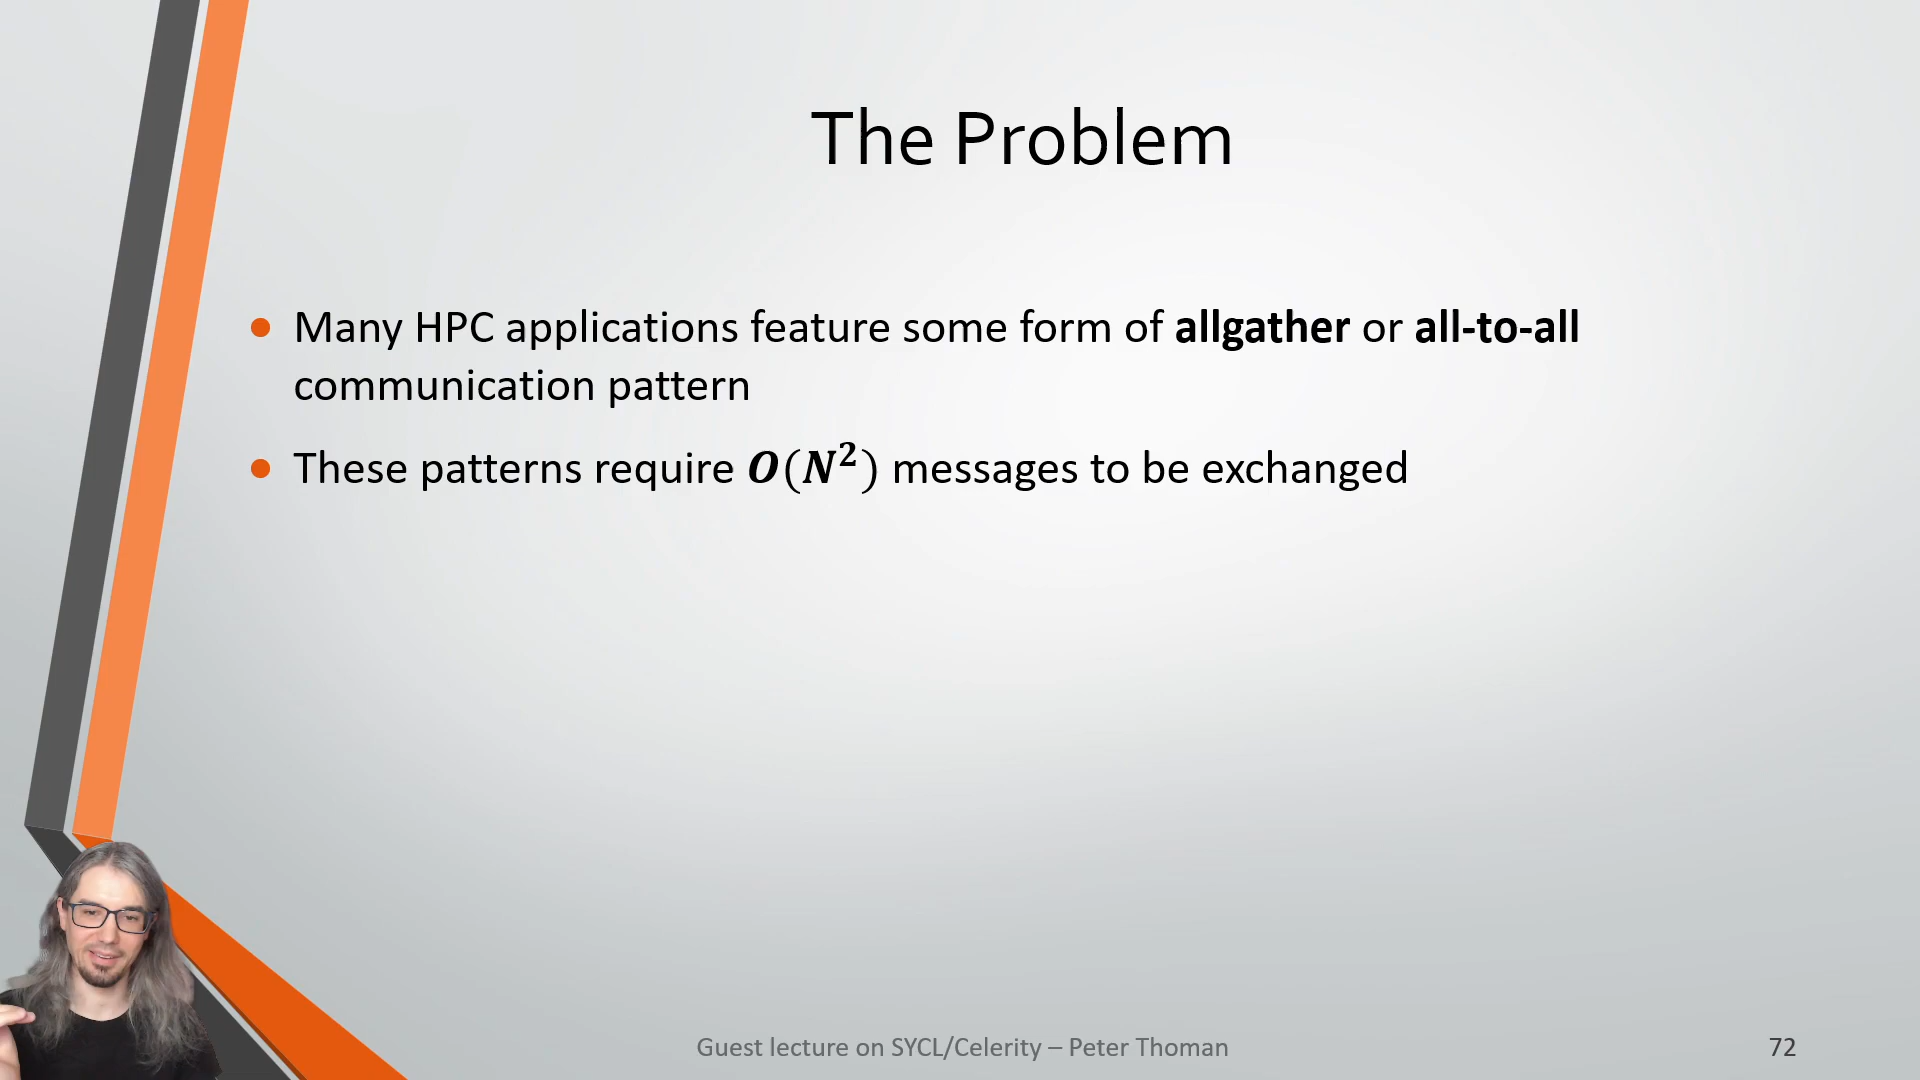 The Problem
Many HPC applications feature some form of allgather or all-to-all
communication pattern
These patterns require O(N²) messages to be exchanged
Guest lecture on SYCL/Celerity – Peter Thoman
72